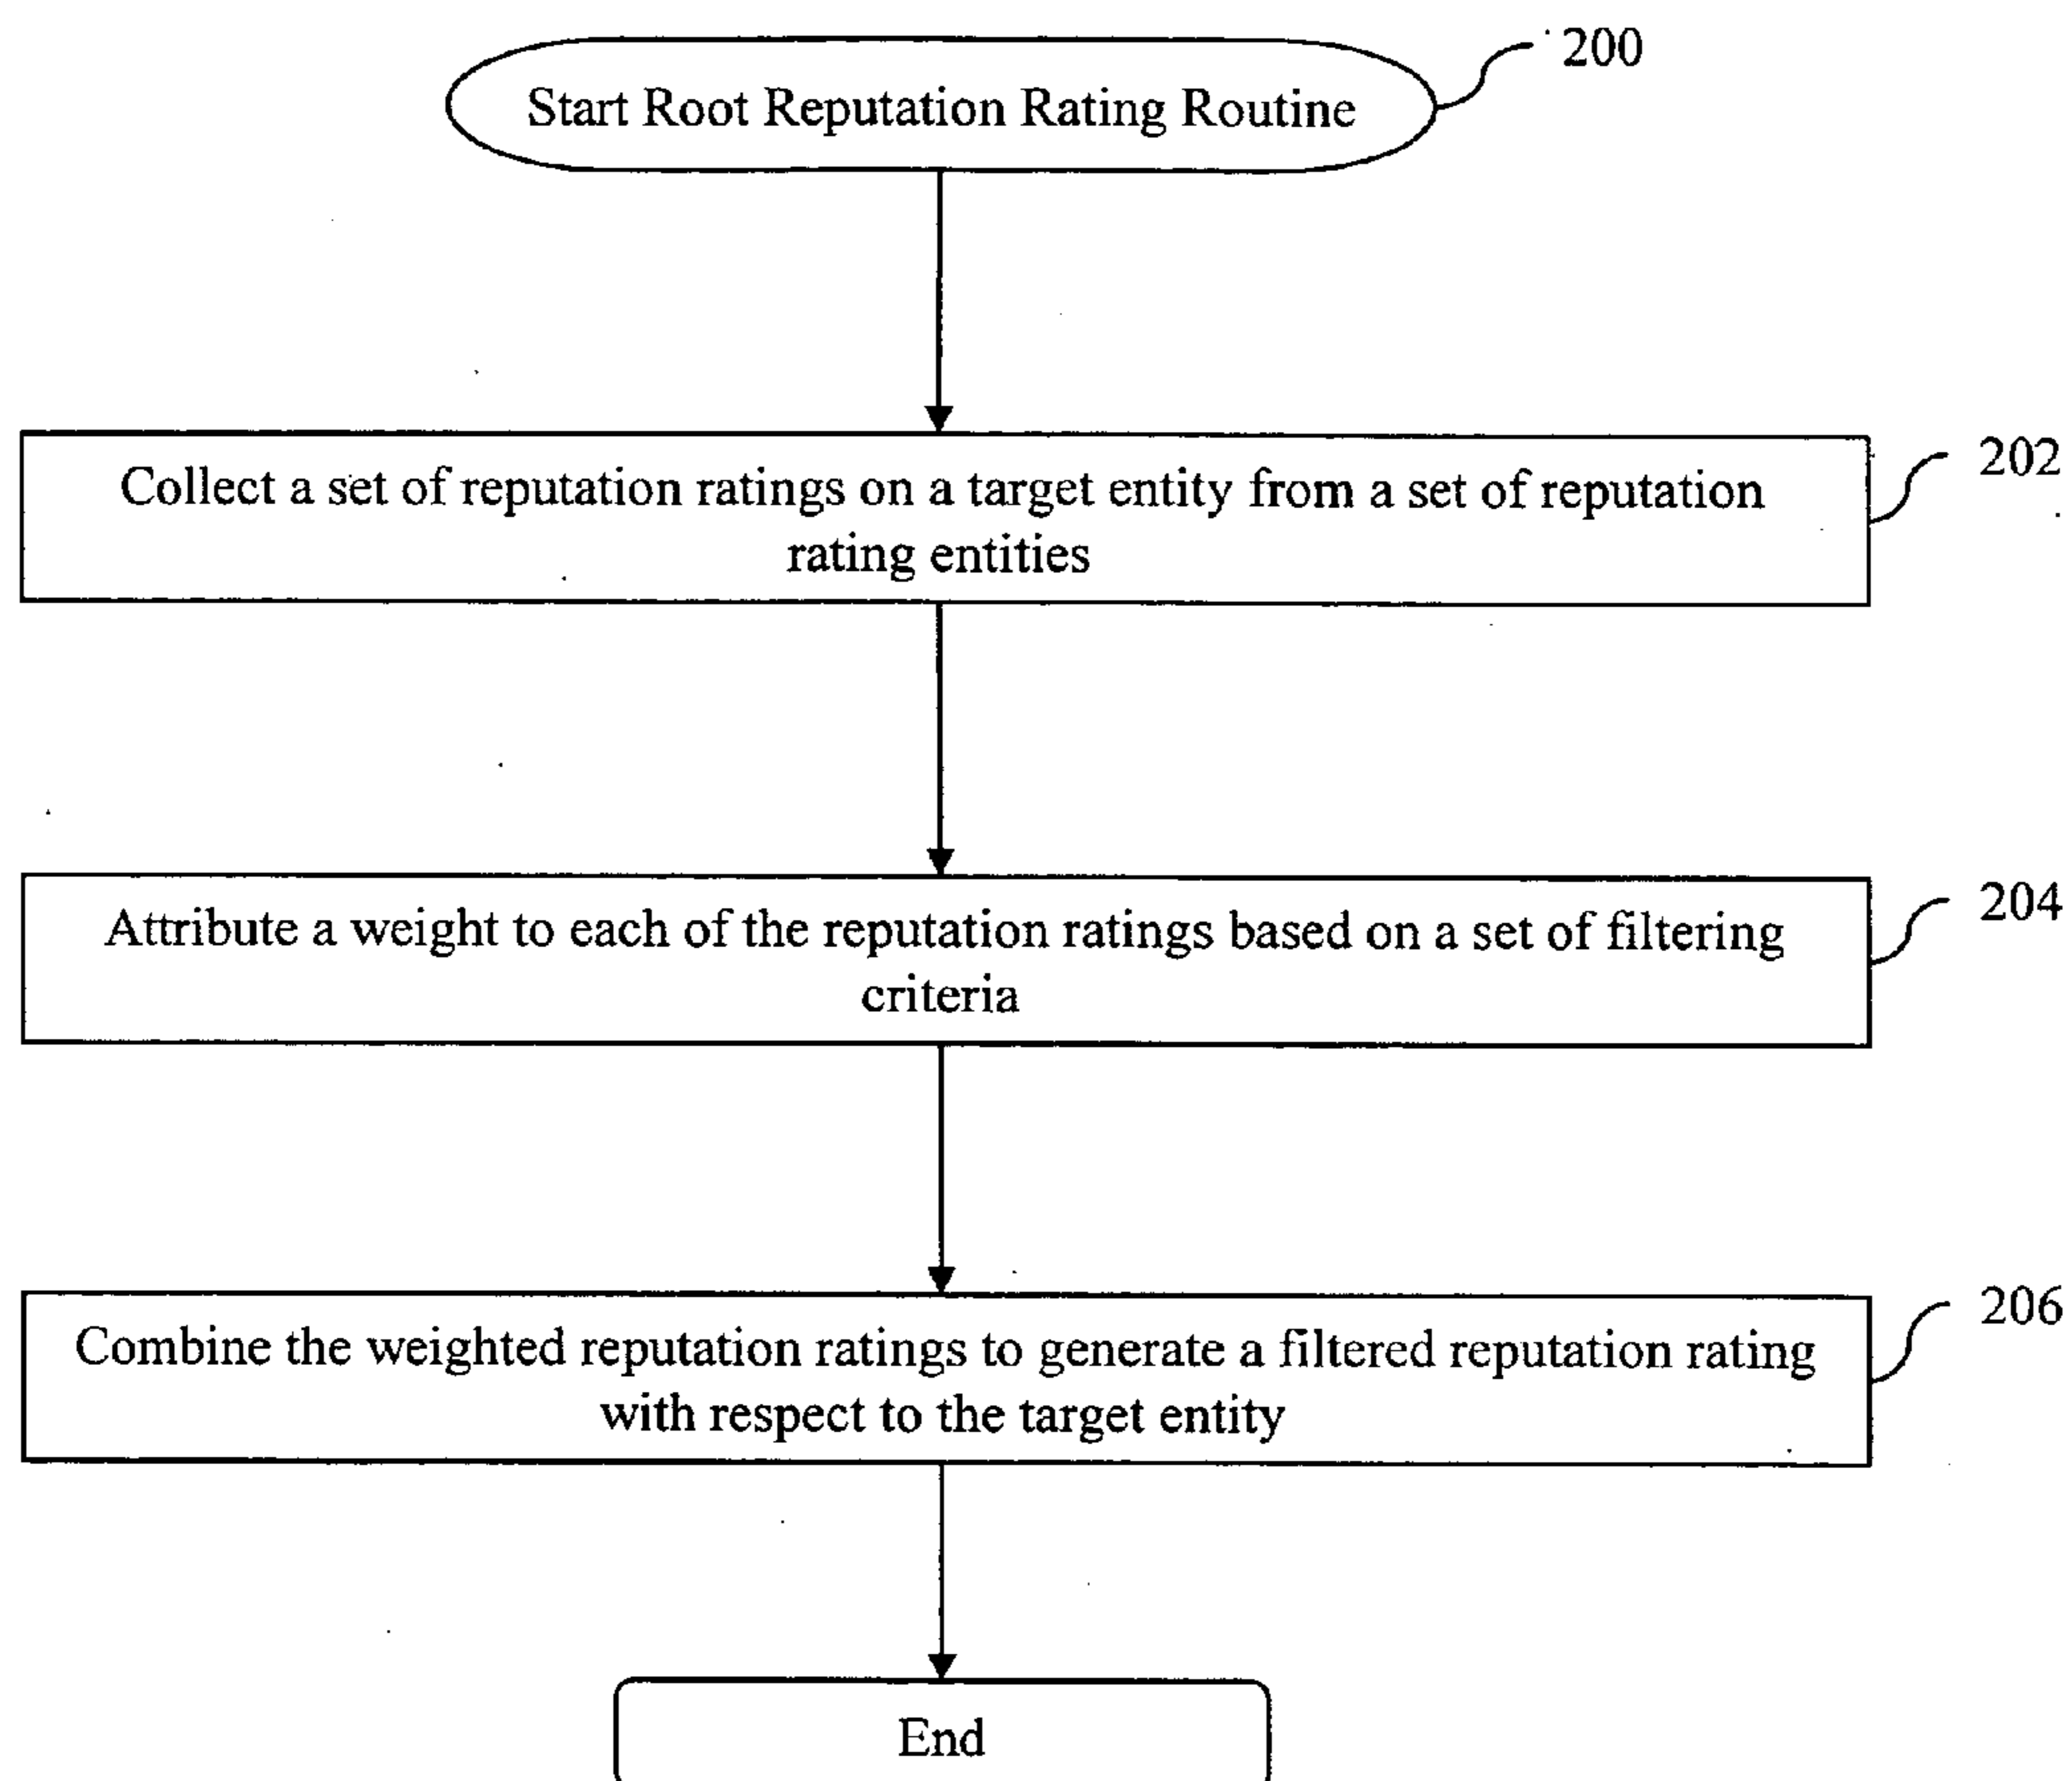 200
Start Root Reputation Rating Routine
202
Collect a set of reputation ratings on a target entity from a set of reputation
rating entities
204
Attribute a weight to each of the reputation ratings based on a set of filtering
criteria
206
Combine the weighted reputation ratings to generate a filtered reputation rating
with respect to the target entity
End